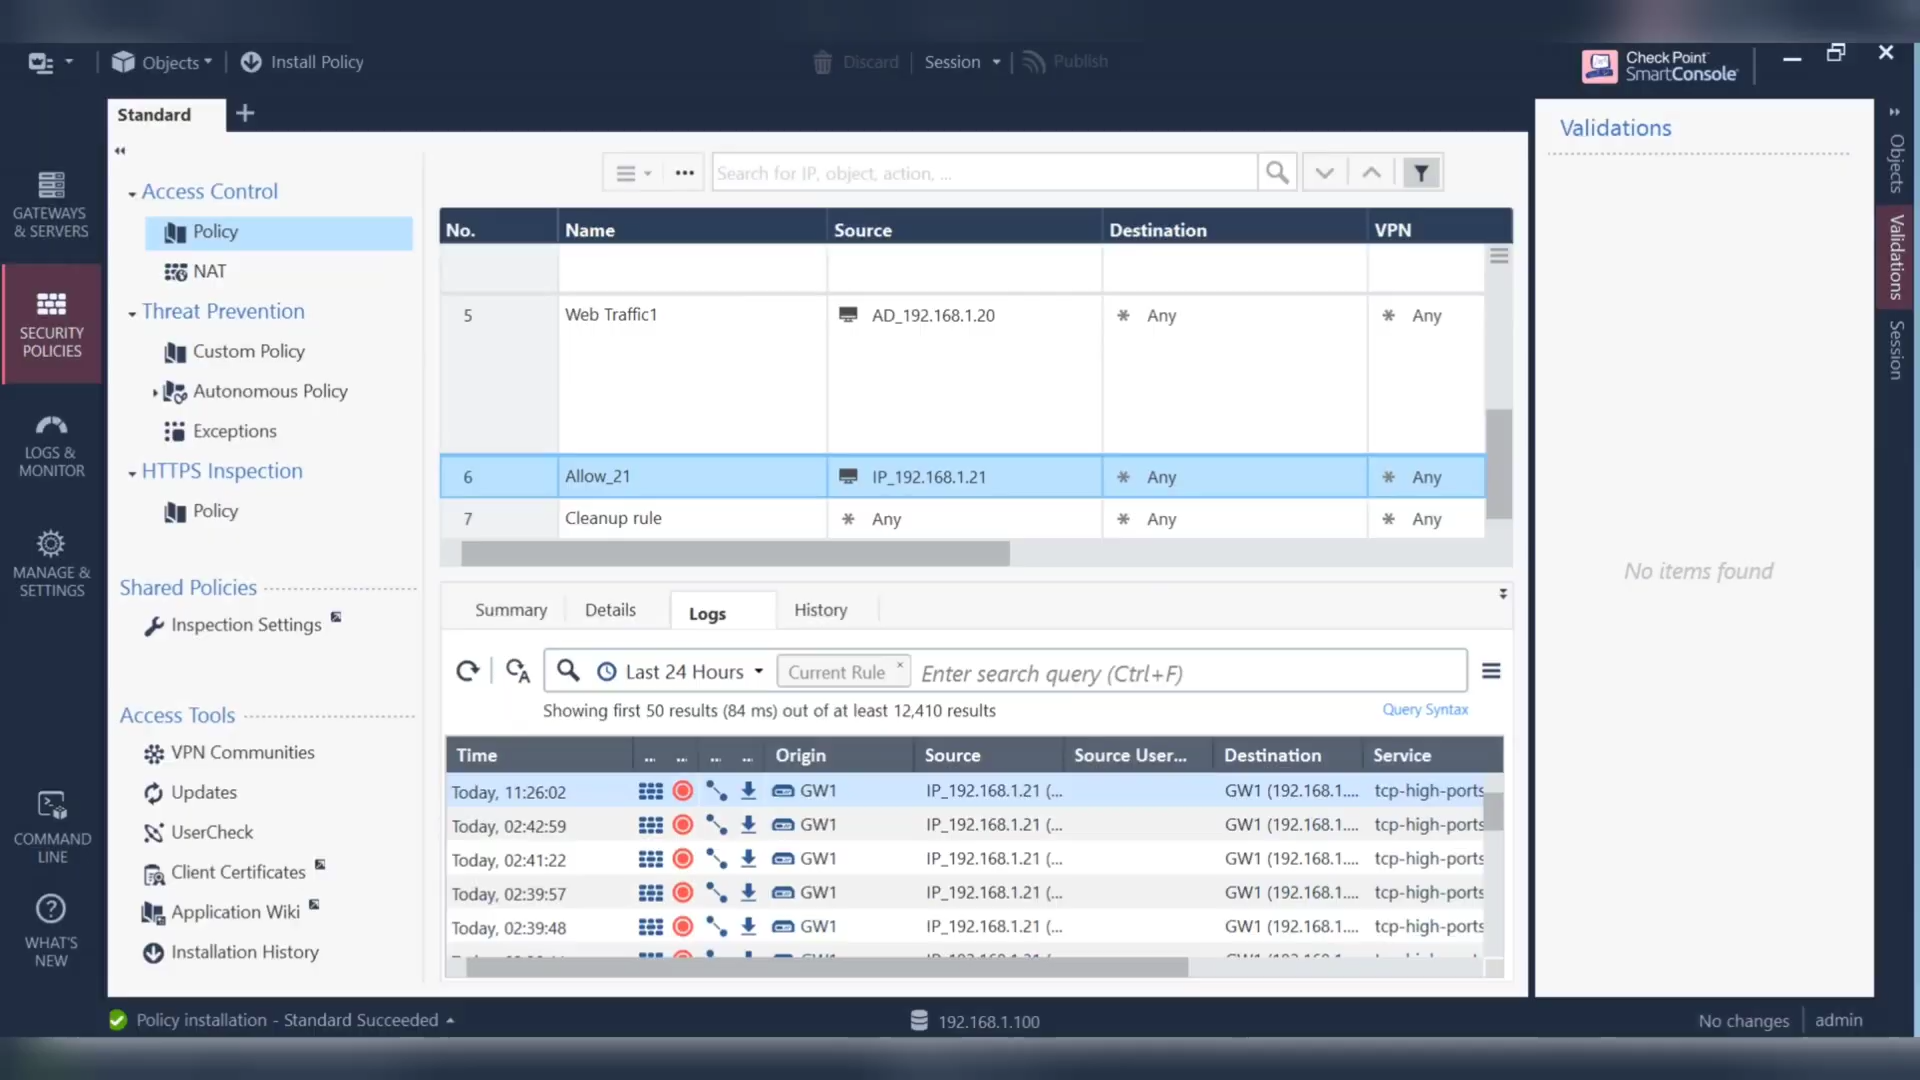 Objects
Install Policy
Discard
Session
Publish
Check Point
SmartConsole
Standard
Validations
Objects
Validations
Session
GATEWAYS
& SERVERS
SECURITY
POLICIES
LOGS &
MONITOR
MANAGE &
SETTINGS
COMMAND
LINE
WHAT'S
NEW
Access Control
Policy
NAT
Threat Prevention
Custom Policy
Autonomous Policy
Exceptions
HTTPS Inspection
Policy
Shared Policies
Inspection Settings
Access Tools
VPN Communities
Updates
UserCheck
Client Certificates
Application Wiki
Installation History
Search for IP, object, action, ...
No. Name Source Destination VPN
5 Web Traffic1 AD_192.168.1.20 * Any * Any
6 Allow_21 IP_192.168.1.21 * Any * Any
7 Cleanup rule * Any * Any * Any
Summary Details Logs History
Last 24 Hours Current Rule × Enter search query (Ctrl+F)
Showing first 50 results (84 ms) out of at least 12,410 results
Query Syntax
Time ... ... ... ... Origin Source Source User... Destination Service
Today, 11:26:02 GW1 IP_192.168.1.21 (... GW1 (192.168.1.... tcp-high-ports
Today, 02:42:59 GW1 IP_192.168.1.21 (... GW1 (192.168.1.... tcp-high-ports
Today, 02:41:22 GW1 IP_192.168.1.21 (... GW1 (192.168.1.... tcp-high-ports
Today, 02:39:57 GW1 IP_192.168.1.21 (... GW1 (192.168.1.... tcp-high-ports
Today, 02:39:48 GW1 IP_192.168.1.21 (... GW1 (192.168.1.... tcp-high-ports
No items found
Policy installation - Standard Succeeded
192.168.1.100
No changes
admin